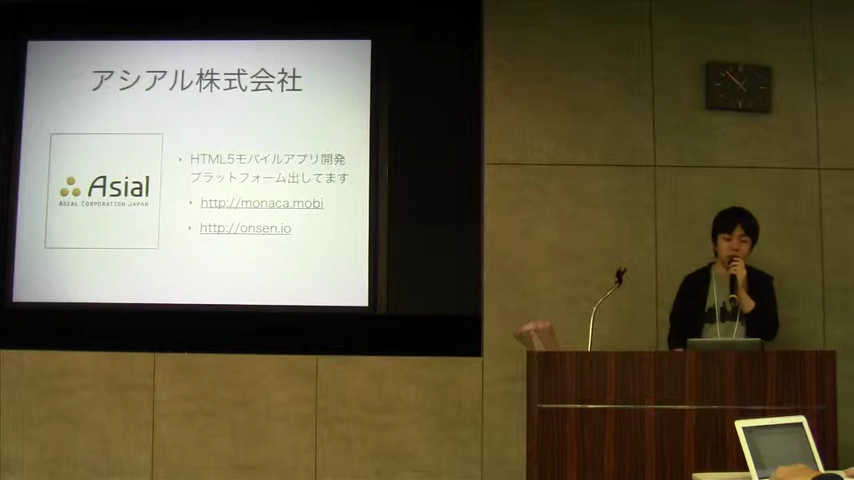 アシアル株式会社
Asial
ASIAL CORPORATION JAPAN
‣ HTML5モバイルアプリ開発
プラットフォーム出してます
‣ http://monaca.mobi
‣ http://onsen.io